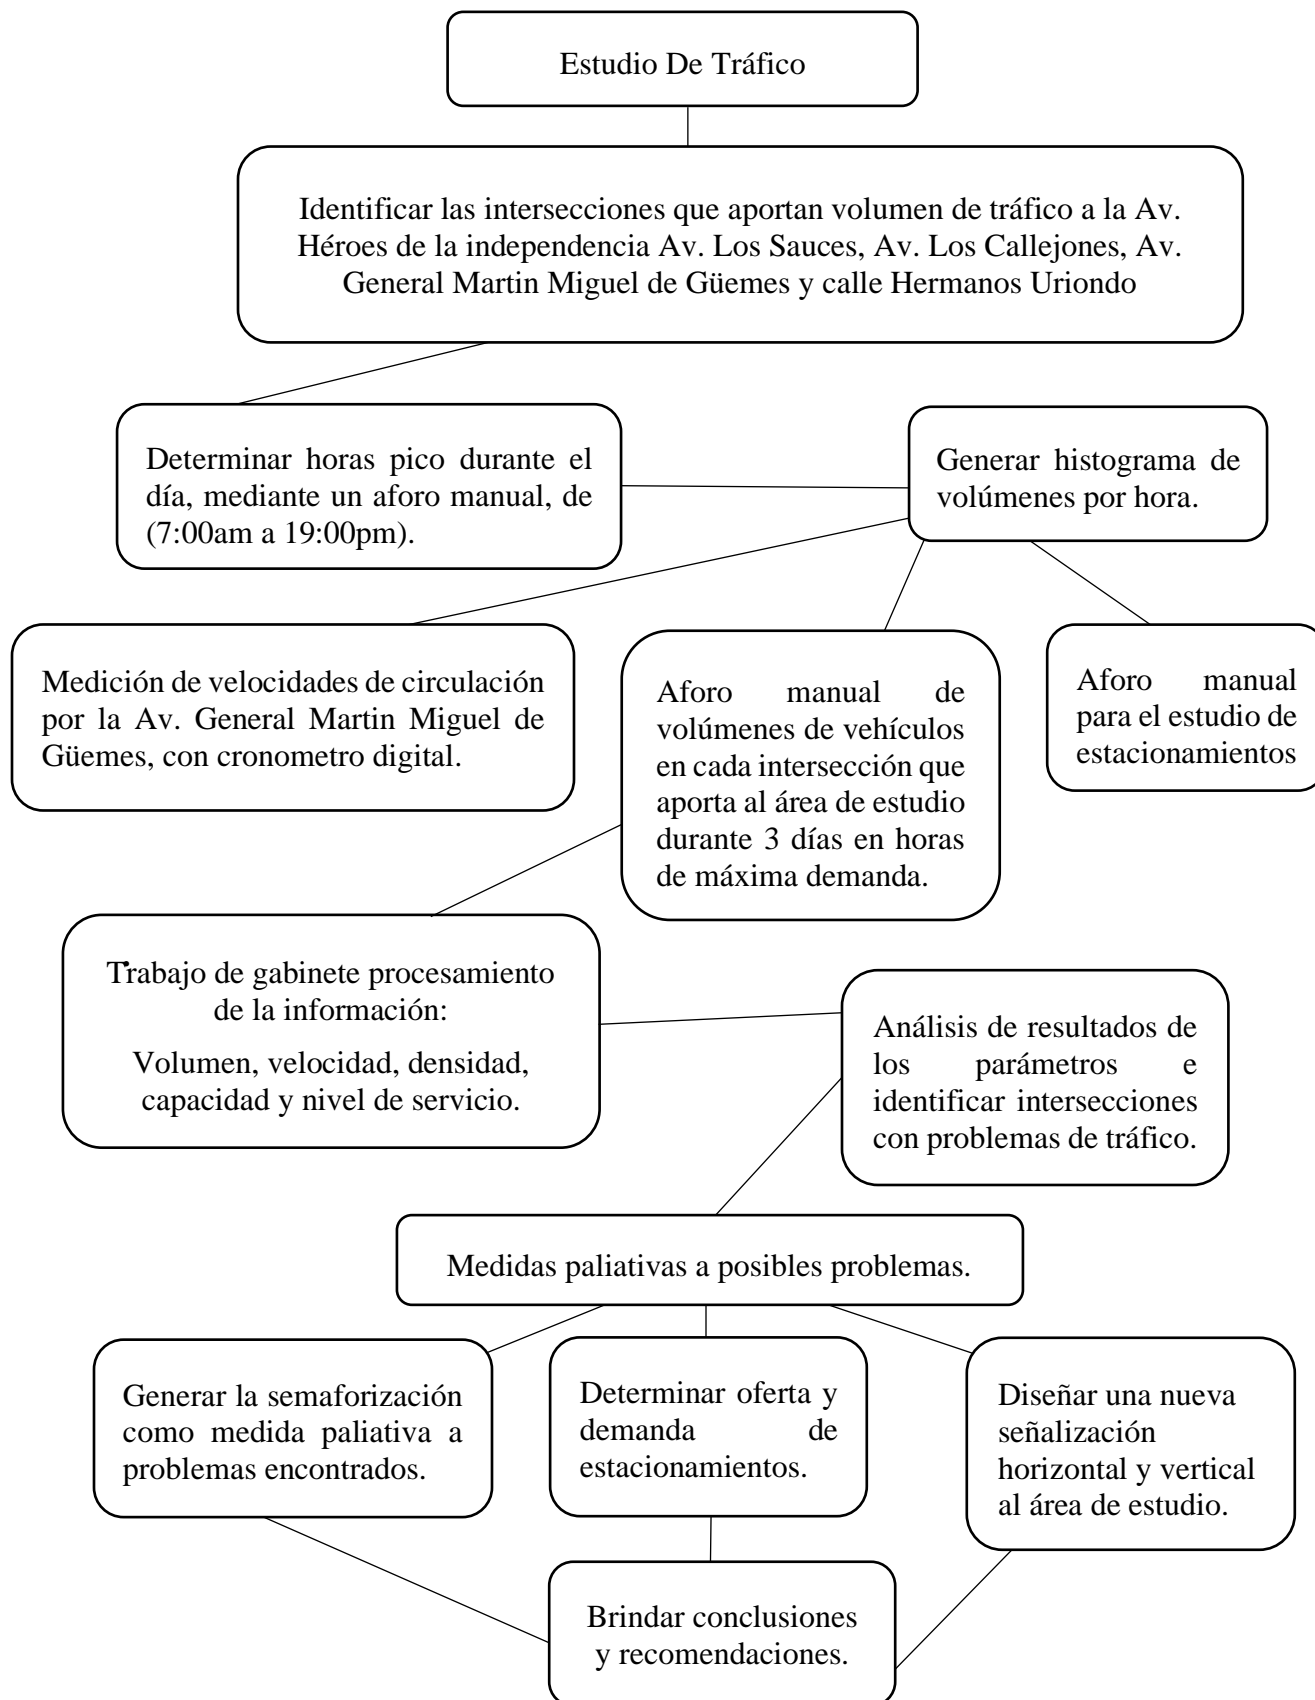 Estudio De Tráfico
Identificar las intersecciones que aportan volumen de tráfico a la Av.
Héroes de la independencia Av. Los Sauces, Av. Los Callejones, Av.
General Martin Miguel de Güemes y calle Hermanos Uriondo
Determinar horas pico durante el
día, mediante un aforo manual, de
(7:00am a 19:00pm).
Generar histograma de
volúmenes por hora.
Medición de velocidades de circulación
por la Av. General Martin Miguel de
Güemes, con cronometro digital.
Aforo manual de
volúmenes de vehículos
en cada intersección que
aporta al área de estudio
durante 3 días en horas
de máxima demanda.
Aforo manual
para el estudio de
estacionamientos
Trabajo de gabinete procesamiento
de la información:
Volumen, velocidad, densidad,
capacidad y nivel de servicio.
Análisis de resultados de
los parámetros e
identificar intersecciones
con problemas de tráfico.
Medidas paliativas a posibles problemas.
Generar la semaforización
como medida paliativa a
problemas encontrados.
Determinar oferta y
demanda de
estacionamientos.
Diseñar una nueva
señalización
horizontal y vertical
al área de estudio.
Brindar conclusiones
y recomendaciones.